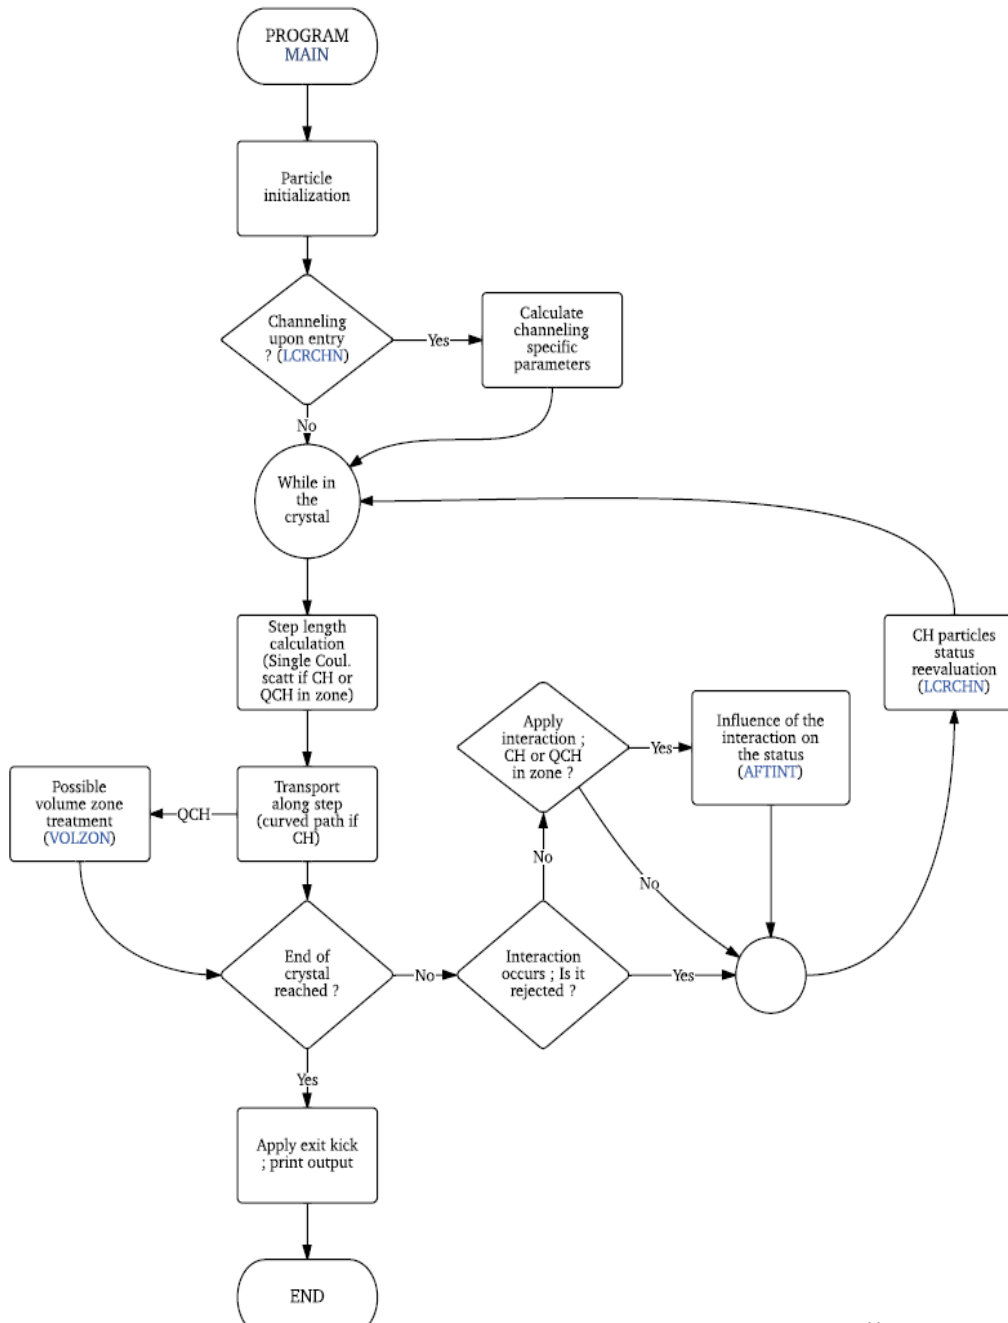 PROGRAM
MAIN
Particle
initialization
Channeling
upon entry
? (LCRCHN)
Yes
Calculate
channeling
specific
parameters
No
While in
the
crystal
Step length
calculation
(Single Coul.
scatt if CH or
QCH in zone)
CH particles
status
reevaluation
(LCRCHN)
Apply
interaction ;
CH or QCH
in zone ?
Yes
Influence of the
interaction on
the status
(AFTINT)
Possible
volume zone
treatment
(VOLZON)
QCH
Transport
along step
(curved path if
CH)
No
No
End of
crystal
reached ?
No
Interaction
occurs ; Is it
rejected ?
Yes
Yes
Apply exit kick
; print output
END